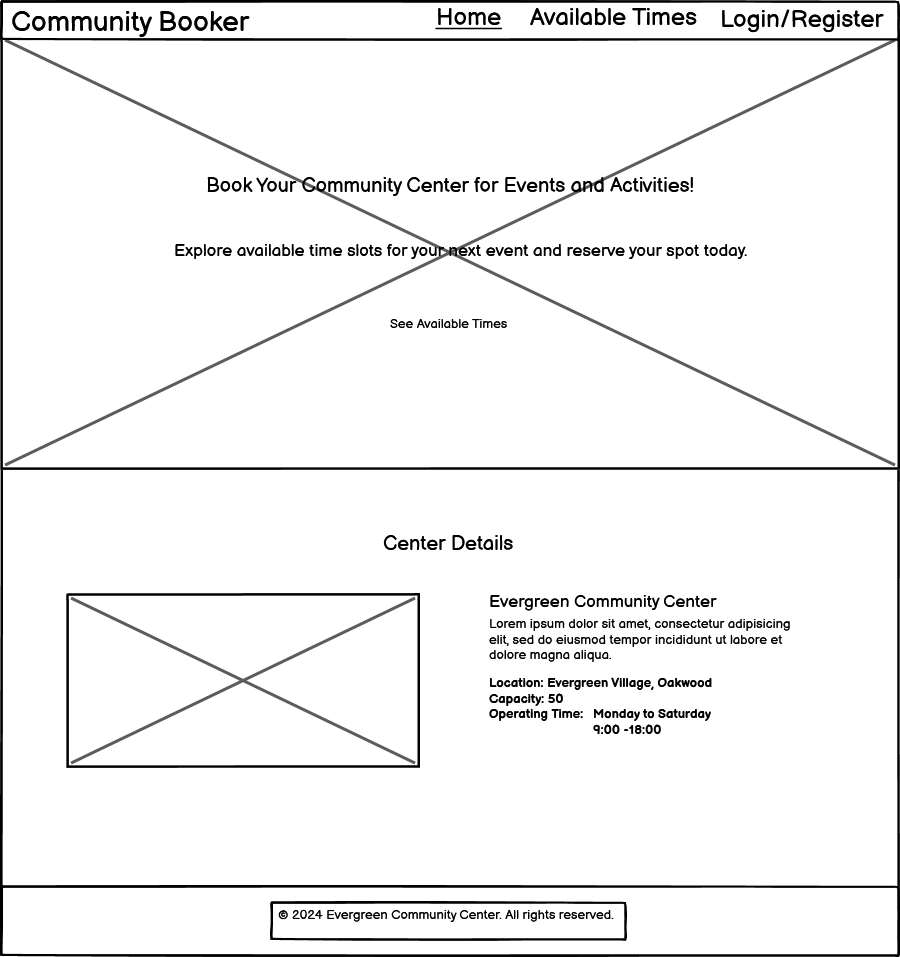 Community Booker
Home
Available Times
Login/Register
Book Your Community Center for Events and Activities!
Explore available time slots for your next event and reserve your spot today.
See Available Times
Center Details
Evergreen Community Center
Lorem ipsum dolor sit amet, consectetur adipisicing
elit, sed do eiusmod tempor incididunt ut labore et
dolore magna aliqua.
Location: Evergreen Village, Oakwood
Capacity: 50
Operating Time: Monday to Saturday
9:00 -18:00
© 2024 Evergreen Community Center. All rights reserved.